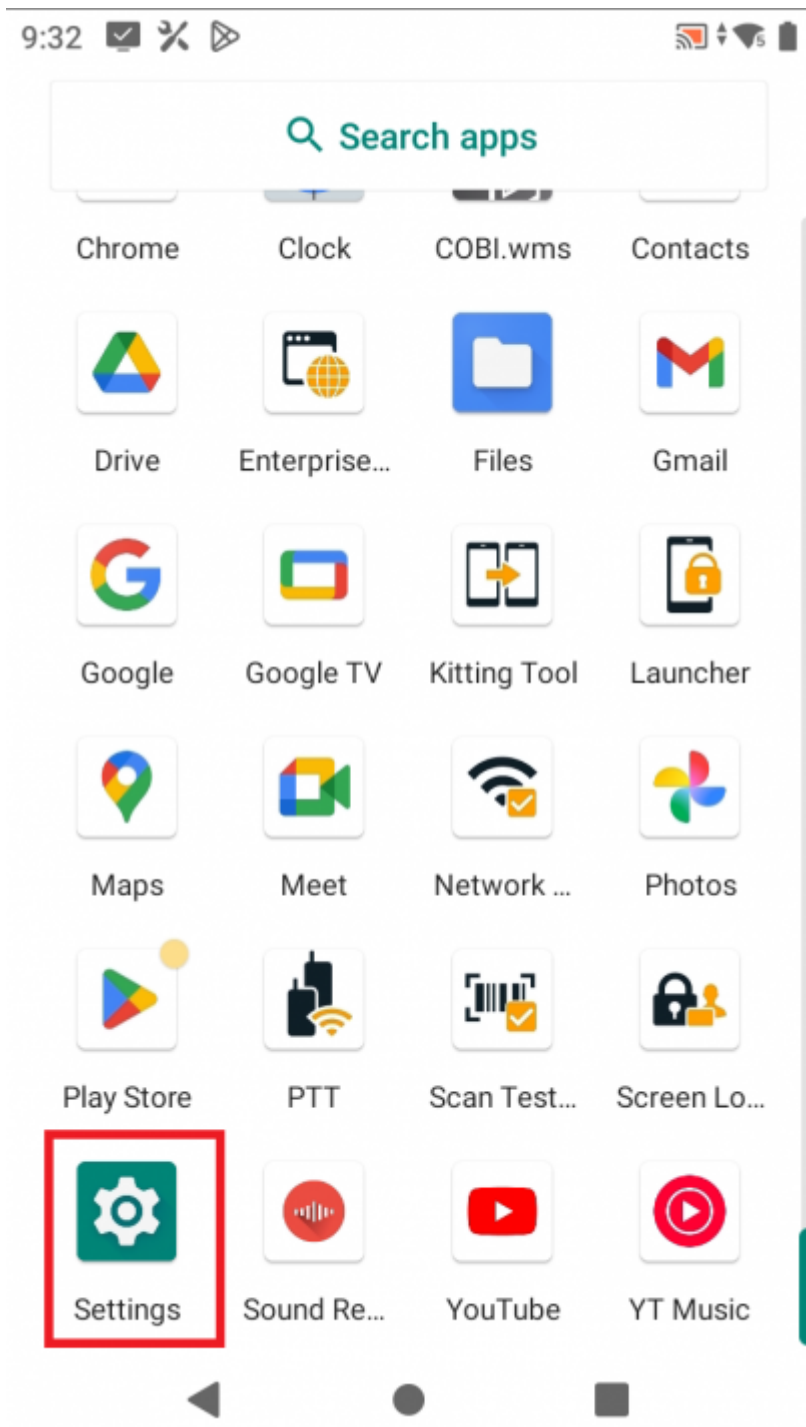 9:32
5
Search apps
Chrome Clock COBI.wms Contacts
Drive Enterprise... Files Gmail
Google Google TV Kitting Tool Launcher
Maps Meet Network ... Photos
Play Store PTT Scan Test... Screen Lo...
Settings Sound Re... YouTube YT Music